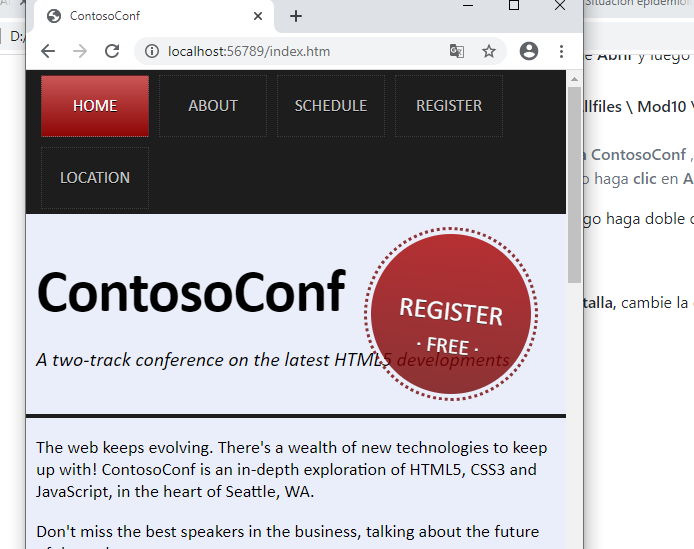 ContosoConf
localhost:56789/index.htm
HOME
ABOUT
SCHEDULE
REGISTER
LOCATION
ContosoConf
REGISTER
· FREE ·
A two-track conference on the latest HTML5 developments
The web keeps evolving. There's a wealth of new technologies to keep
up with! ContosoConf is an in-depth exploration of HTML5, CSS3 and
JavaScript, in the heart of Seattle, WA.
Don't miss the best speakers in the business, talking about the future
D:/
Situación epidemiol
Abril y luego
llfiles \ Mod10 \
a ContosoConf ,
o haga clic en A
go haga doble c
talla, cambie la